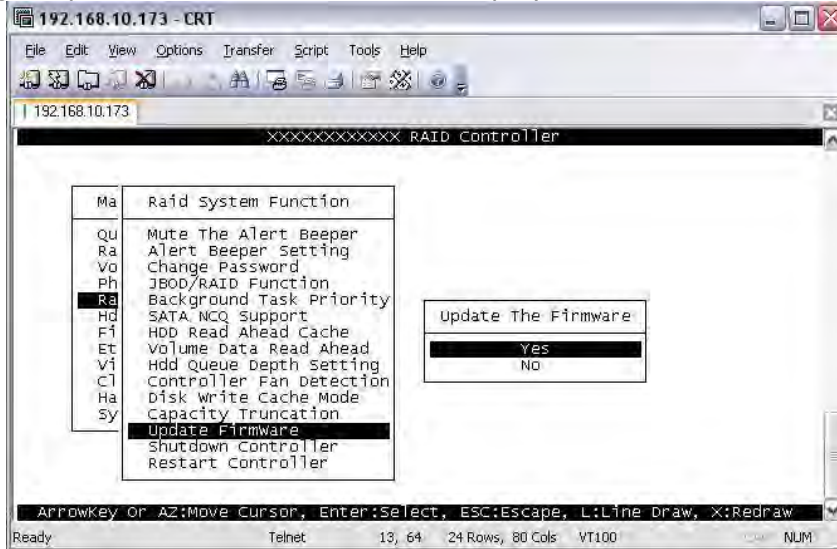 192.168.10.173 - CRT
File Edit View Options Transfer Script Tools Help
192.168.10.173
XXXXXXXXXXXX RAID Controller
Ma
Qu
Ra
Vo
Ph
Ra
Hd
Fi
Et
Vi
Cl
Ha
Sy
Raid System Function
Mute The Alert Beeper
Alert Beeper Setting
Change Password
JBOD/RAID Function
Background Task Priority
SATA NCQ Support
HDD Read Ahead Cache
Volume Data Read Ahead
Hdd Queue Depth Setting
Controller Fan Detection
Disk Write Cache Mode
Capacity Truncation
Update Firmware
Shutdown Controller
Restart Controller
Update The Firmware
Yes
No
ArrowKey Or AZ:Move Cursor, Enter:Select, ESC:Escape, L:Line Draw, X:Redraw
Ready Telnet 13, 64 24 Rows, 80 Cols VT100 NUM